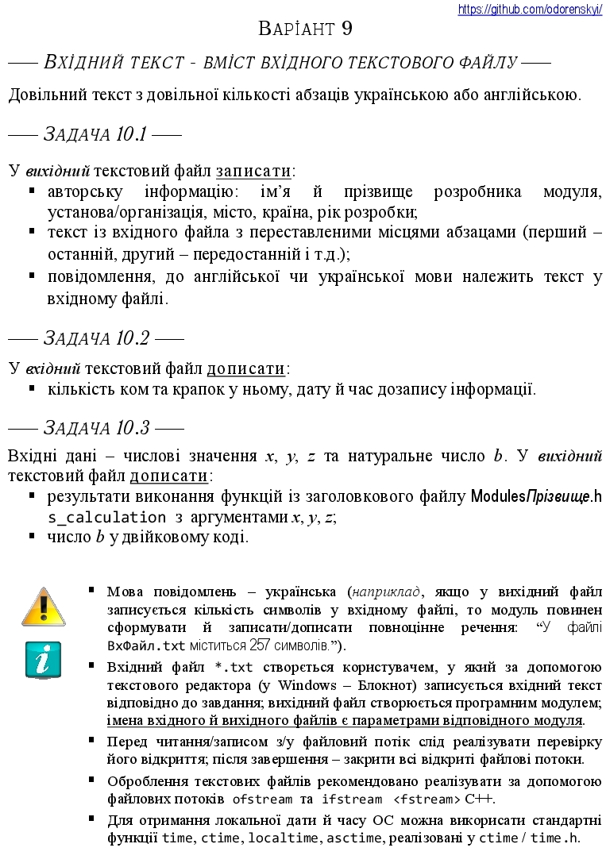 https://github.com/odorenskyi/
ВАРІАНТ 9
—— ВХІДНИЙ ТЕКСТ - ВМІСТ ВХІДНОГО ТЕКСТОВОГО ФАЙЛУ ——
Довільний текст з довільної кількості абзаців українською або англійською.
—— ЗАДАЧА 10.1 ——
У вихідний текстовий файл записати:
▪ авторську інформацію: ім’я й прізвище розробника модуля,
установа/організація, місто, країна, рік розробки;
▪ текст із вхідного файла з переставленими місцями абзацами (перший –
останній, другий – передостанній і т.д.);
▪ повідомлення, до англійської чи української мови належить текст у
вхідному файлі.
—— ЗАДАЧА 10.2 ——
У вхідний текстовий файл дописати:
▪ кількість ком та крапок у ньому, дату й час дозапису інформації.
—— ЗАДАЧА 10.3 ——
Вхідні дані – числові значення x, y, z та натуральне число b. У вихідний
текстовий файл дописати:
▪ результати виконання функцій із заголовкового файлу ModulesПрізвище.h
s_calculation з аргументами x, y, z;
▪ число b у двійковому коді.
▪ Мова повідомлень – українська (наприклад, якщо у вихідний файл
записується кількість символів у вхідному файлі, то модуль повинен
сформувати й записати/дописати повноцінне речення: “У файлі
ВхФайл.txt міститься 257 символів.”).
▪ Вхідний файл *.txt створється користувачем, у який за допомогою
текстового редактора (у Windows – Блокнот) записується вхідний текст
відповідно до завдання; вихідний файл створюється програмним модулем;
імена вхідного й вихідного файлів є параметрами відповідного модуля.
▪ Перед читання/записом з/у файловий потік слід реалізувати перевірку
його відкриття; після завершення – закрити всі відкриті файлові потоки.
▪ Оброблення текстових файлів рекомендовано реалізувати за допомогою
файлових потоків ofstream та ifstream <fstream> C++.
▪ Для отримання локальної дати й часу ОС можна використи стандартні
функції time, ctime, localtime, asctime, реалізовані у ctime / time.h.